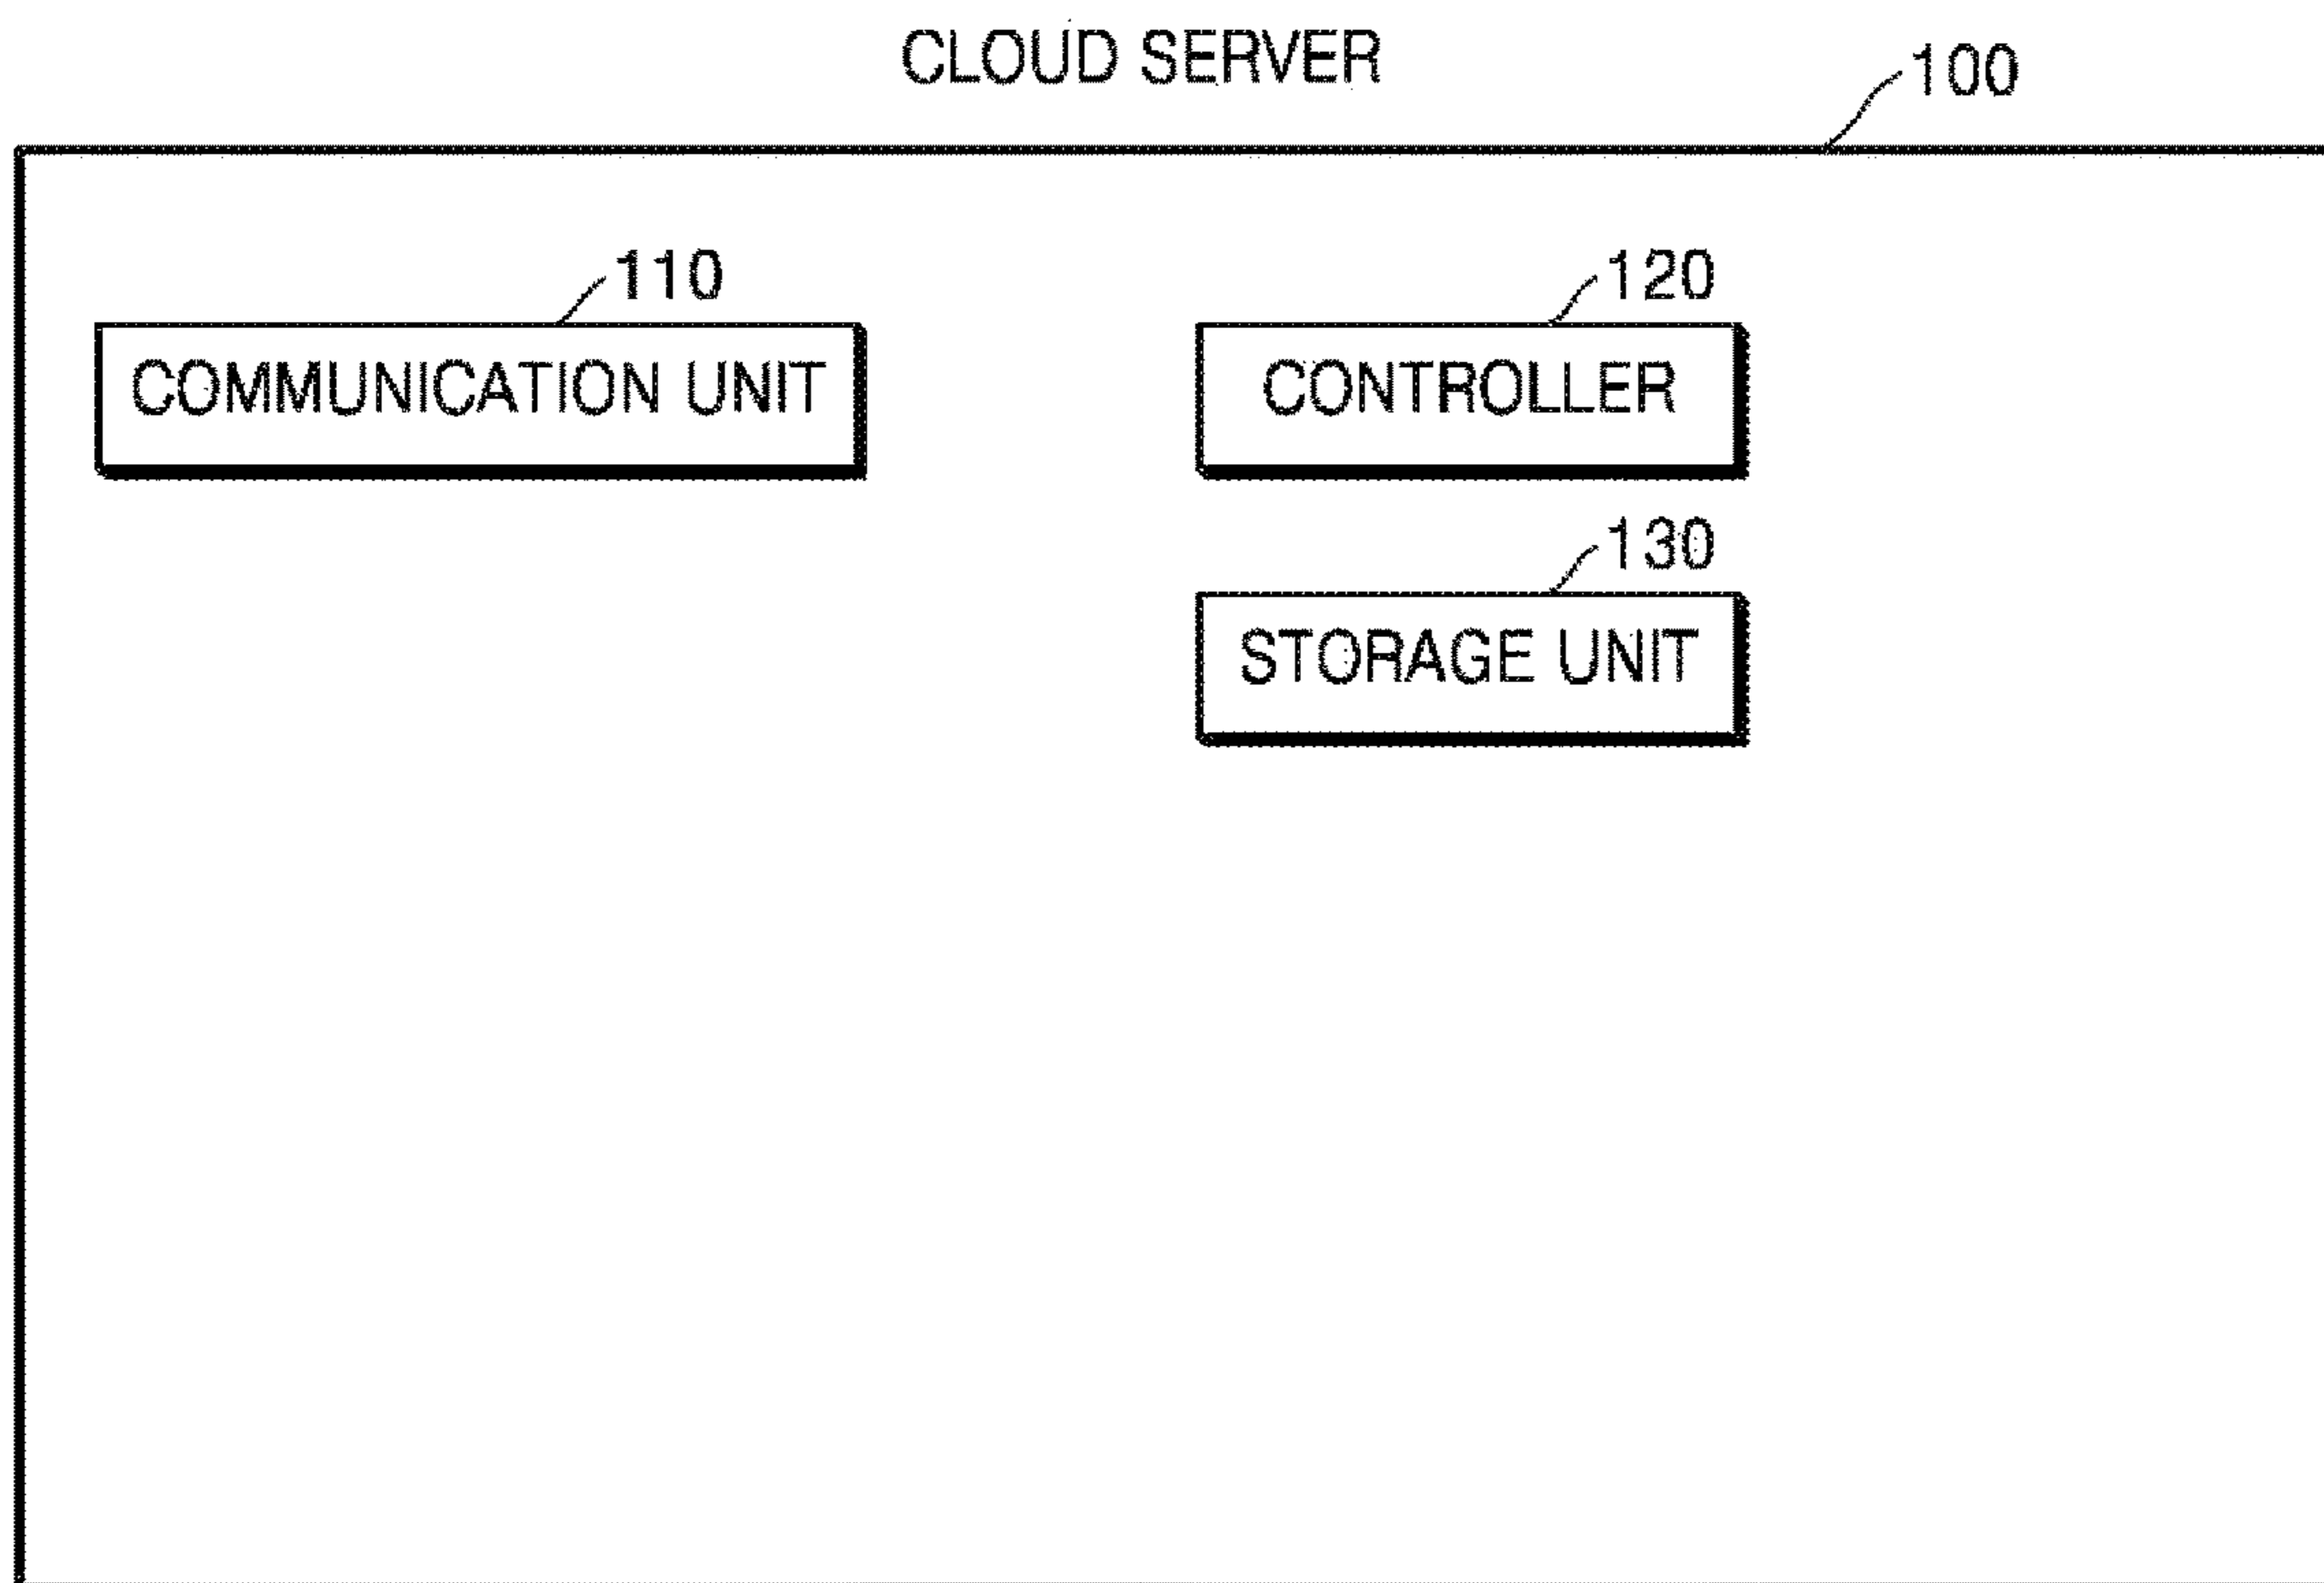 CLOUD SERVER
100
110
120
COMMUNICATION UNIT
CONTROLLER
130
STORAGE UNIT